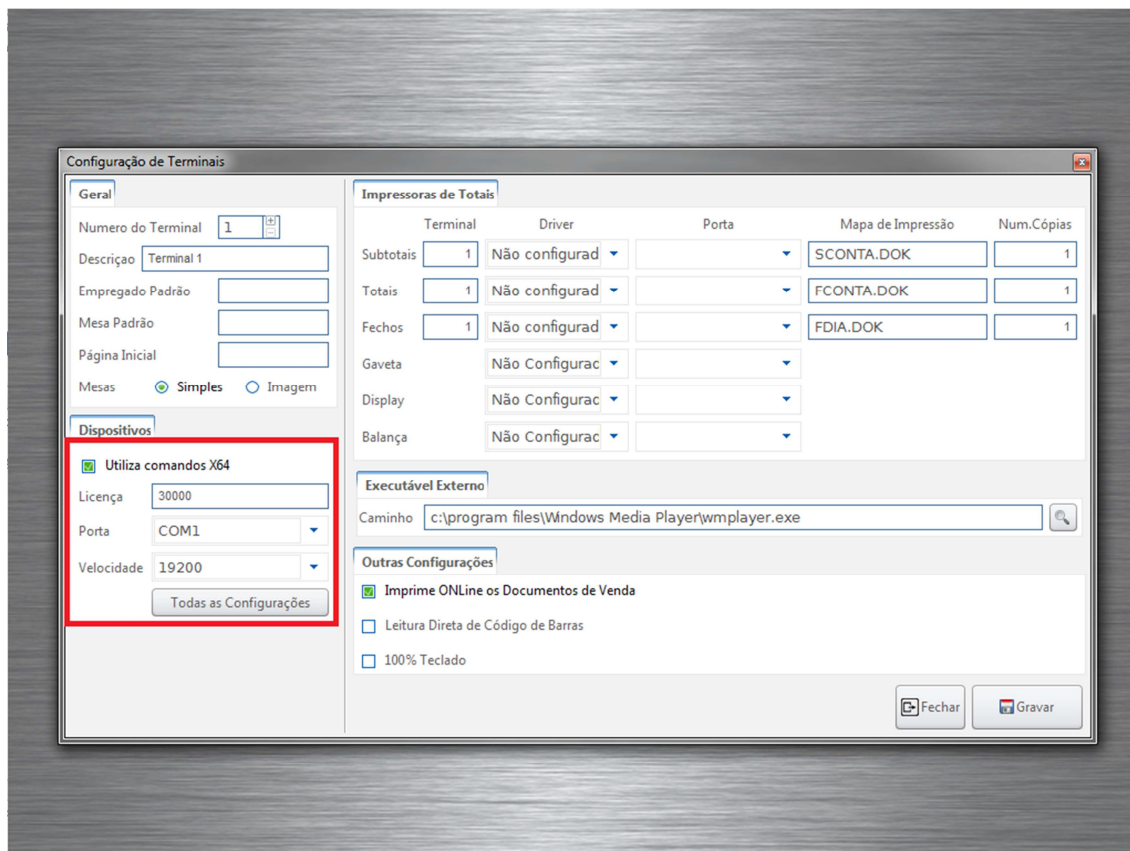 Configuração de Terminais
Geral
Numero do Terminal 1
Descriçao Terminal 1
Empregado Padrão
Mesa Padrão
Página Inicial
Mesas Simples Imagem
Dispositivos
Utiliza comandos X64
Licença 30000
Porta COM1
Velocidade 19200
Todas as Configurações
Impressoras de Totais
Terminal Driver Porta Mapa de Impressão Num.Cópias
Subtotais 1 Não configurad SCONTA.DOK 1
Totais 1 Não configurad FCONTA.DOK 1
Fechos 1 Não configurad FDIA.DOK 1
Gaveta Não Configurac
Display Não Configurac
Balança Não Configurac
Executável Externo
Caminho c:\program files\Windows Media Player\wmplayer.exe
Outras Configurações
Imprime ONLine os Documentos de Venda
Leitura Direta de Código de Barras
100% Teclado
Fechar Gravar